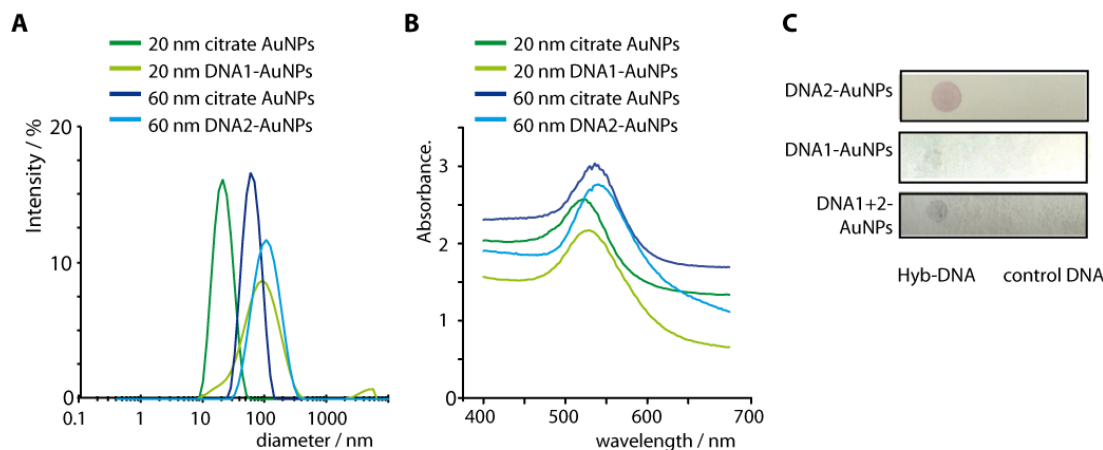 A
20 nm citrate AuNPs
20 nm DNA1-AuNPs
60 nm citrate AuNPs
60 nm DNA2-AuNPs
Intensity / %
20
10
0
0.1
1
10
100
1000
diameter / nm
B
20 nm citrate AuNPs
20 nm DNA1-AuNPs
60 nm citrate AuNPs
60 nm DNA2-AuNPs
Absorbance.
3
2
1
0
400
500
600
700
wavelength / nm
C
DNA2-AuNPs
DNA1-AuNPs
DNA1+2-
AuNPs
Hyb-DNA
control DNA